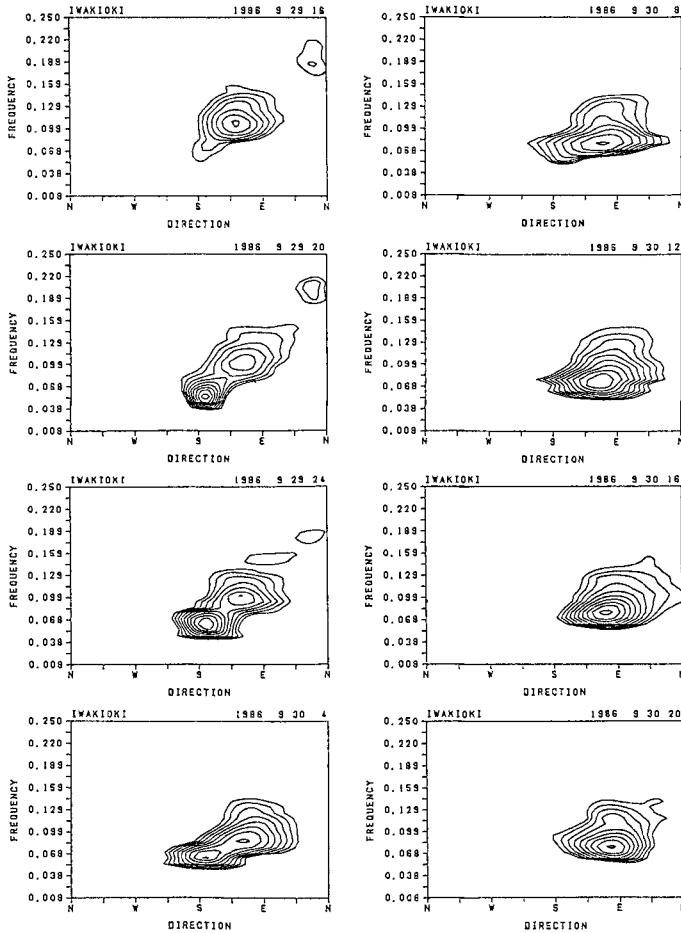 IWAKIOKI 1986 9 29 16
0.250
0.220
0.189
0.159
0.129
0.099
0.068
0.038
0.008
FREQUENCY
N W S E N
DIRECTION
IWAKIOKI 1986 9 30 8
0.250
0.220
0.189
0.159
0.129
0.099
0.068
0.038
0.008
FREQUENCY
N W S E N
DIRECTION
IWAKIOKI 1986 9 29 20
0.250
0.220
0.189
0.159
0.129
0.099
0.068
0.038
0.008
FREQUENCY
N W S E N
DIRECTION
IWAKIOKI 1986 9 30 12
0.250
0.220
0.189
0.159
0.129
0.099
0.068
0.038
0.008
FREQUENCY
N W S E N
DIRECTION
IWAKIOKI 1986 9 29 24
0.250
0.220
0.189
0.159
0.129
0.099
0.068
0.038
0.008
FREQUENCY
N W S E N
DIRECTION
IWAKIOKI 1986 9 30 16
0.250
0.220
0.189
0.159
0.129
0.099
0.068
0.038
0.008
FREQUENCY
N W S E N
DIRECTION
IWAKIOKI 1986 9 30 4
0.250
0.220
0.189
0.159
0.129
0.099
0.068
0.038
0.008
FREQUENCY
N W S E N
DIRECTION
IWAKIOKI 1986 9 30 20
0.250
0.220
0.189
0.159
0.129
0.099
0.068
0.038
0.008
FREQUENCY
N W S E N
DIRECTION